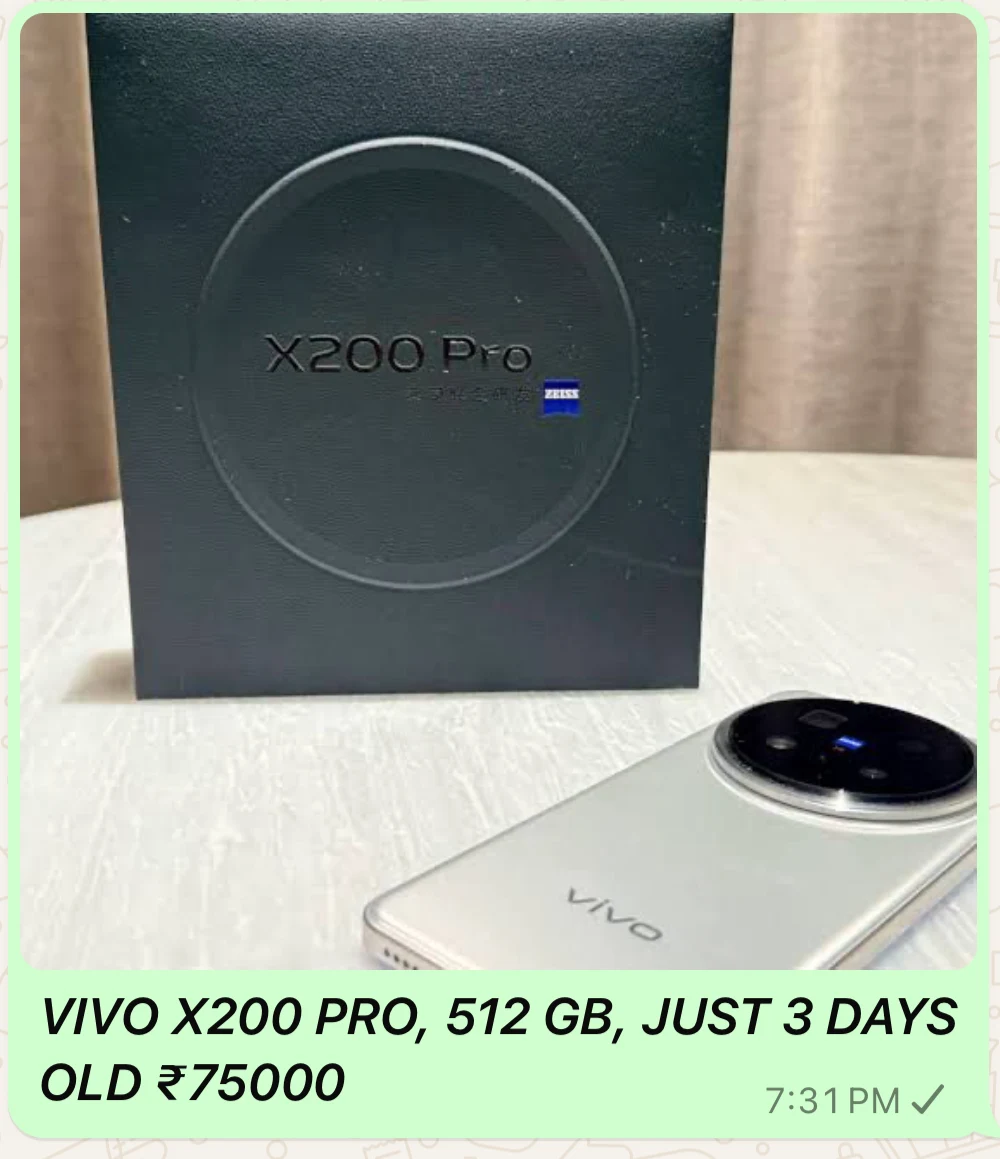 X200 Pro
ZEISS
vivo
VIVO X200 PRO, 512 GB, JUST 3 DAYS
OLD ₹75000
7:31 PM